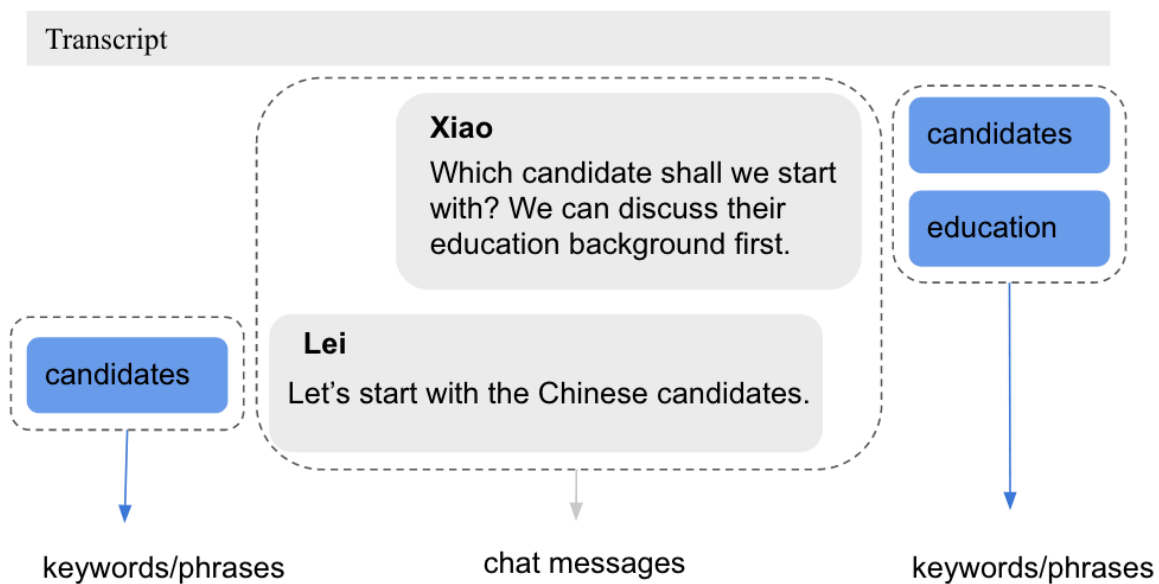 Transcript
Xiao
Which candidate shall we start
with? We can discuss their
education background first.
candidates
education
candidates
Lei
Let’s start with the Chinese candidates.
keywords/phrases
chat messages
keywords/phrases